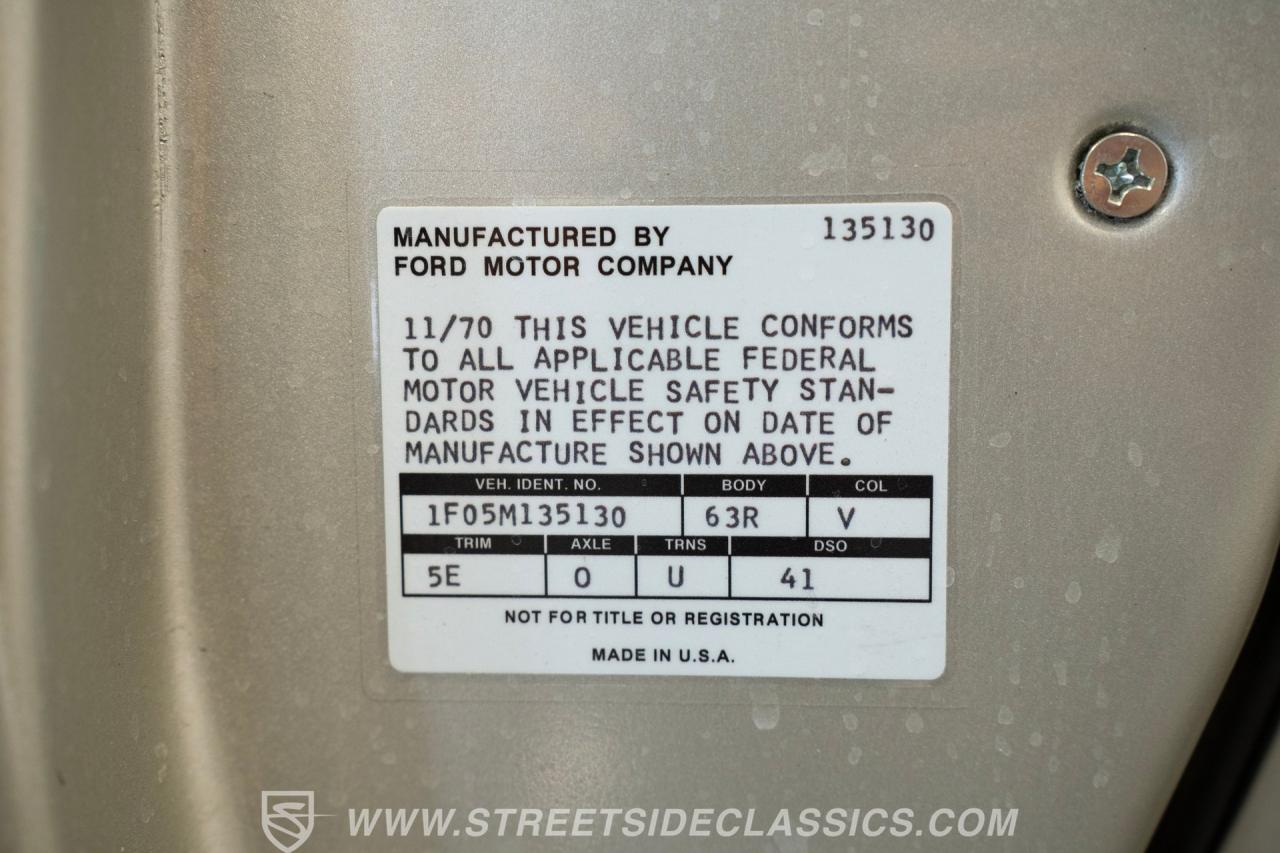 MANUFACTURED BY 135130
FORD MOTOR COMPANY
11/70 THIS VEHICLE CONFORMS
TO ALL APPLICABLE FEDERAL
MOTOR VEHICLE SAFETY STAN-
DARDS IN EFFECT ON DATE OF
MANUFACTURE SHOWN ABOVE.
VEH. IDENT. NO. BODY COL
1F05M135130 63R V
TRIM AXLE TRNS DSO
5E O U 41
NOT FOR TITLE OR REGISTRATION
MADE IN U.S.A.
WWW.STREETSIDECLASSICS.COM